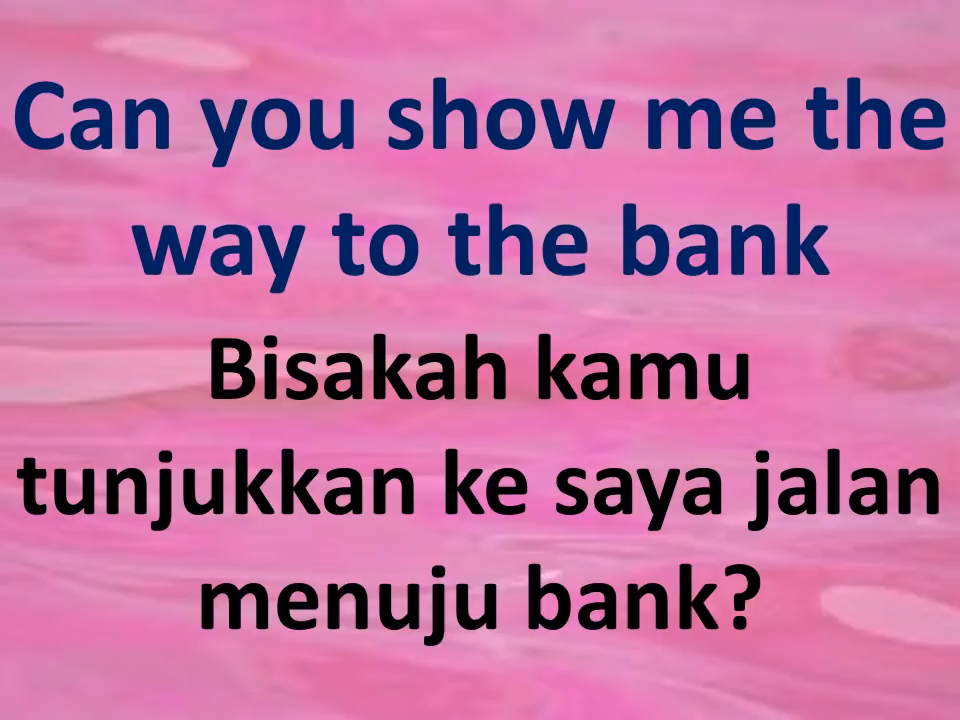 Can you show me the
way to the bank
Bisakah kamu
tunjukkan ke saya jalan
menuju bank?